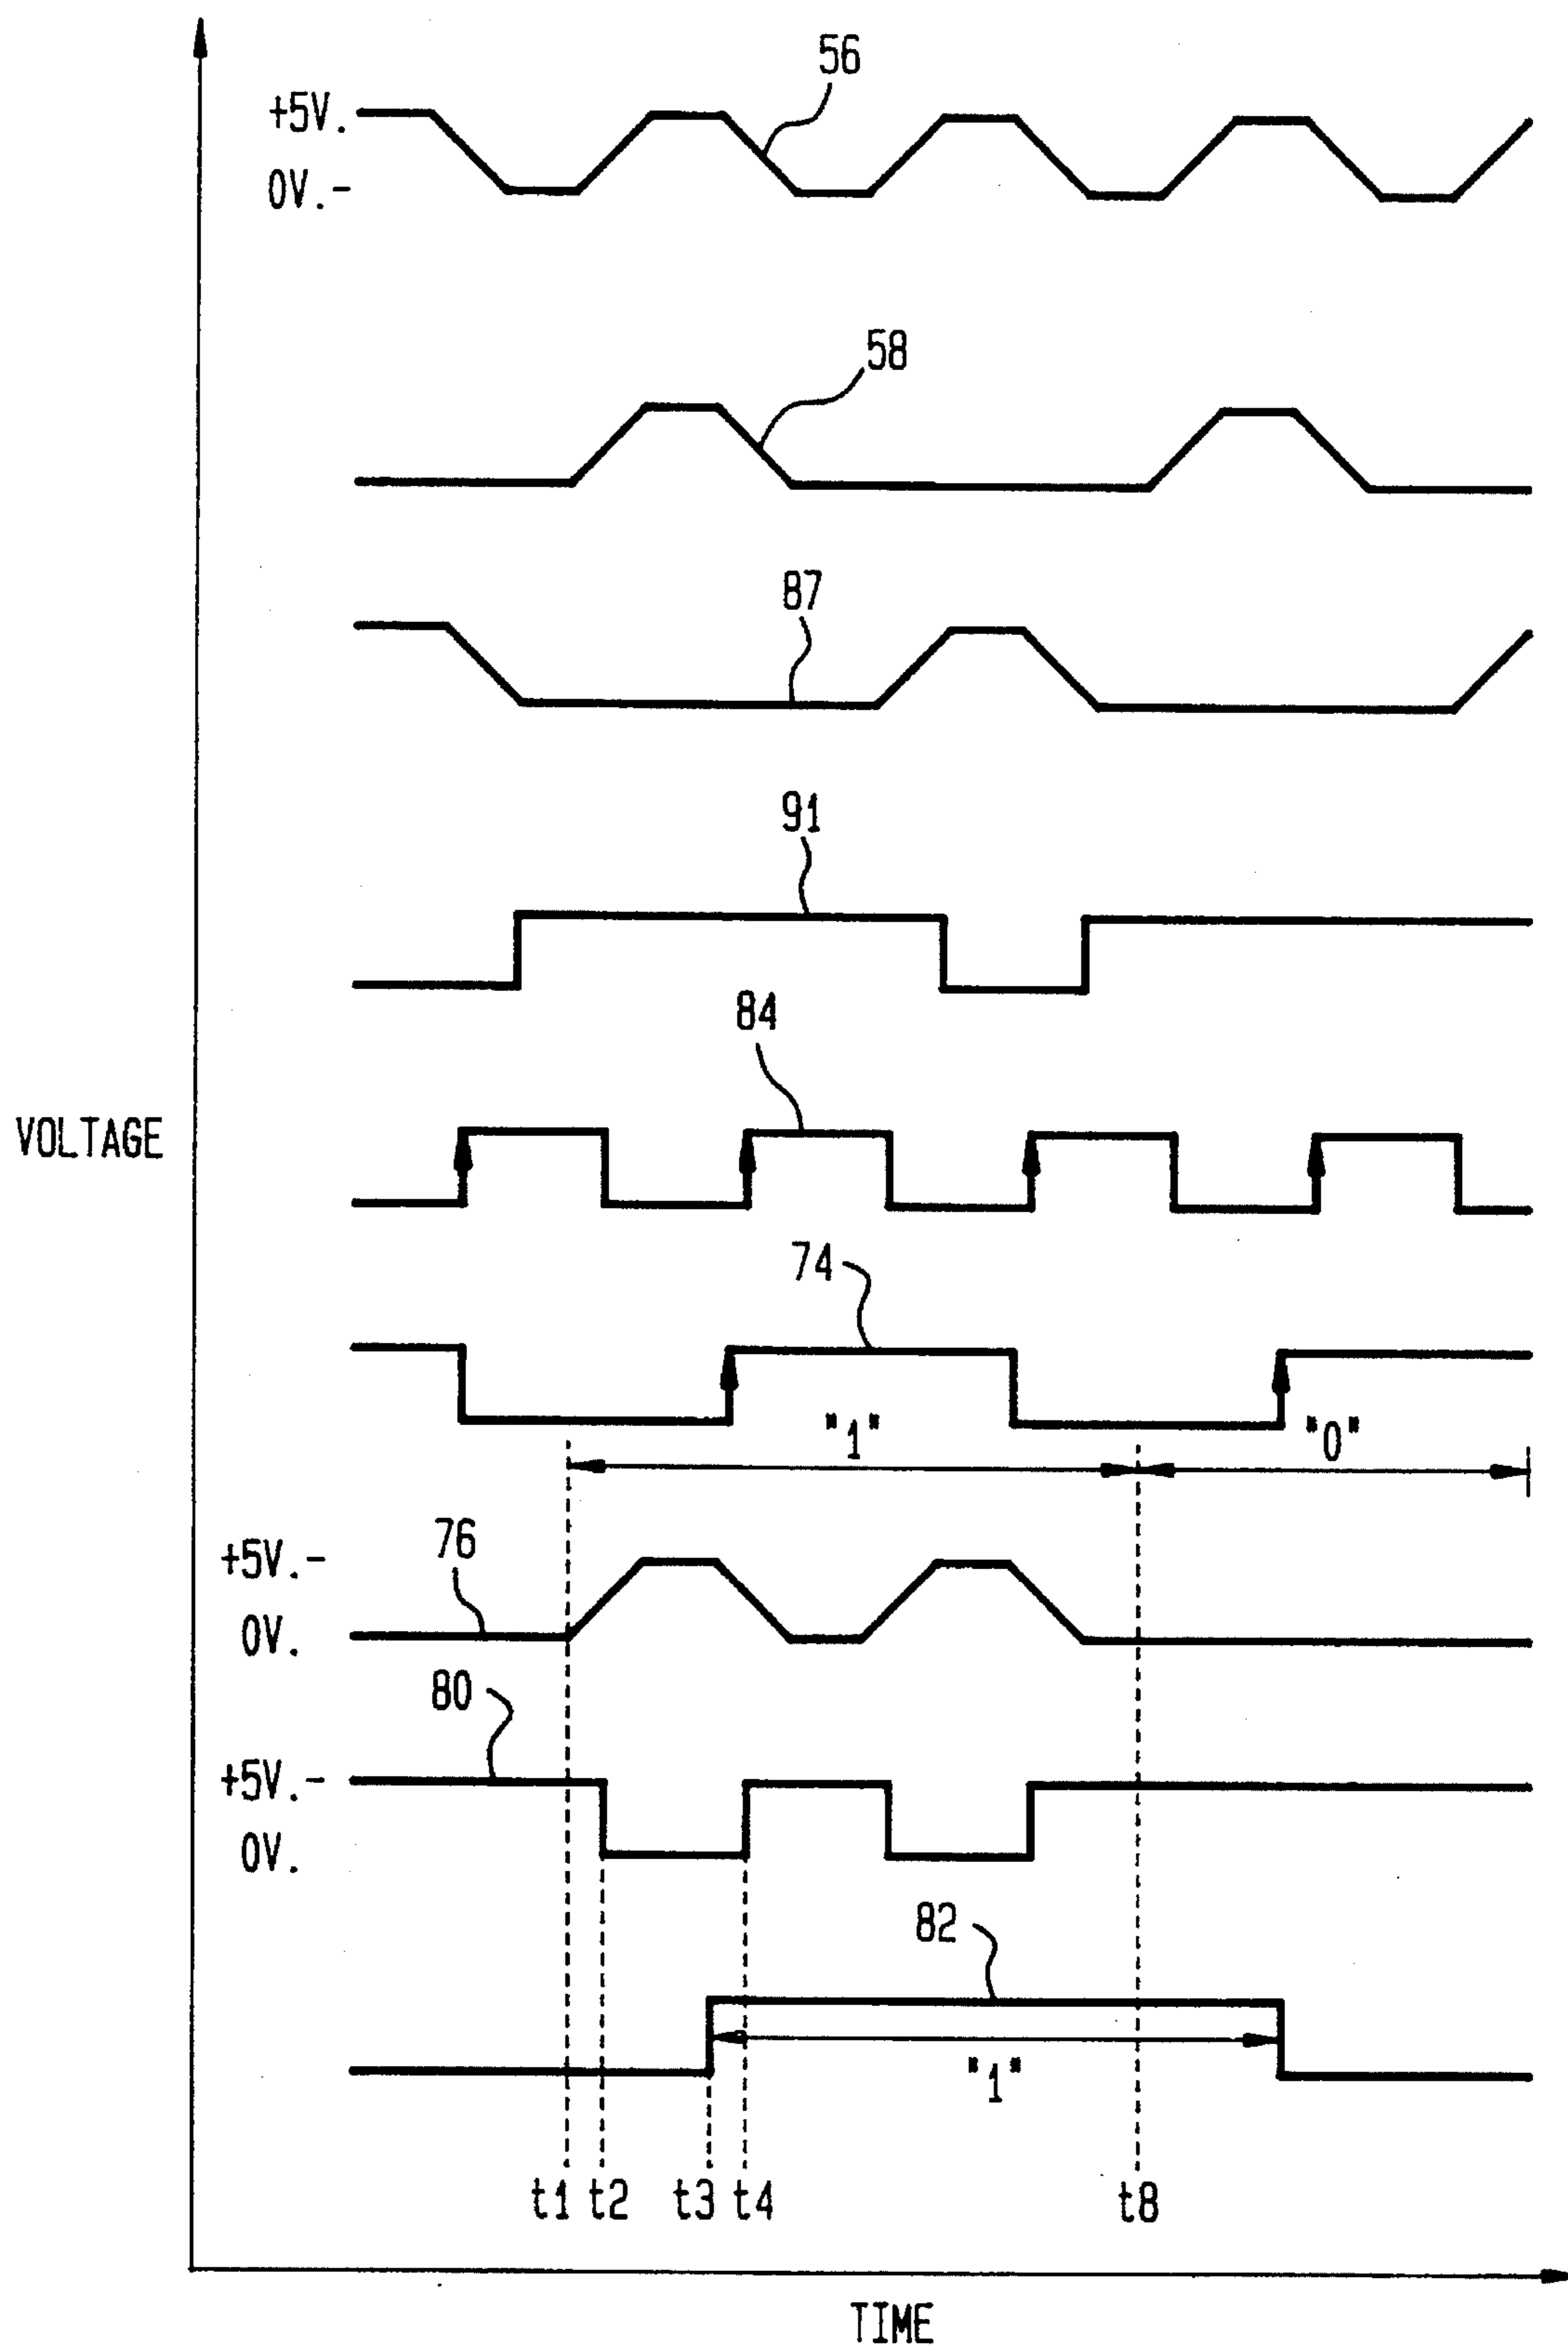 56
+5V.
0V.-
58
87
91
84
VOLTAGE
74
"1"
"0"
76
+5V.-
0V.
80
+5V.-
0V.
82
"1"
t1 t2 t3 t4 t8
TIME